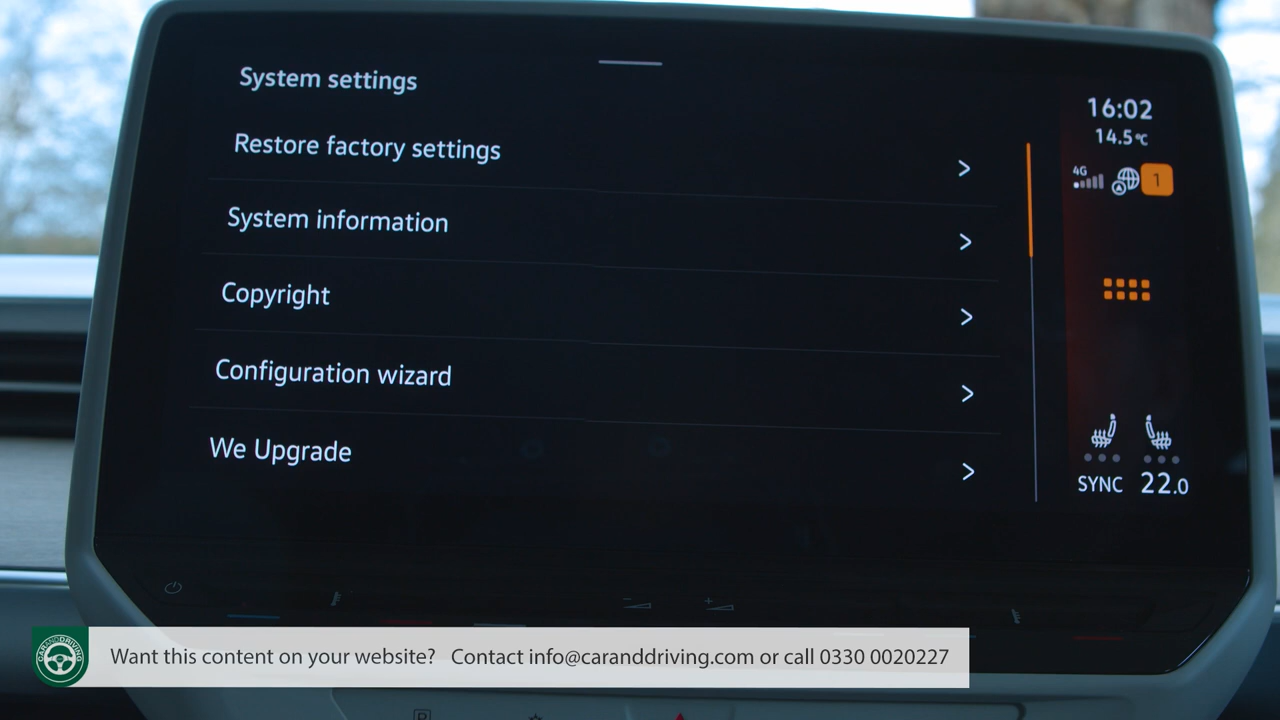 System settings
Restore factory settings
System information
Copyright
Configuration wizard
We Upgrade
16:02
14.5°C
4G
1
SYNC 22.0
P
CARANDDRIVING
Want this content on your website? Contact info@caranddriving.com or call 0330 0020227